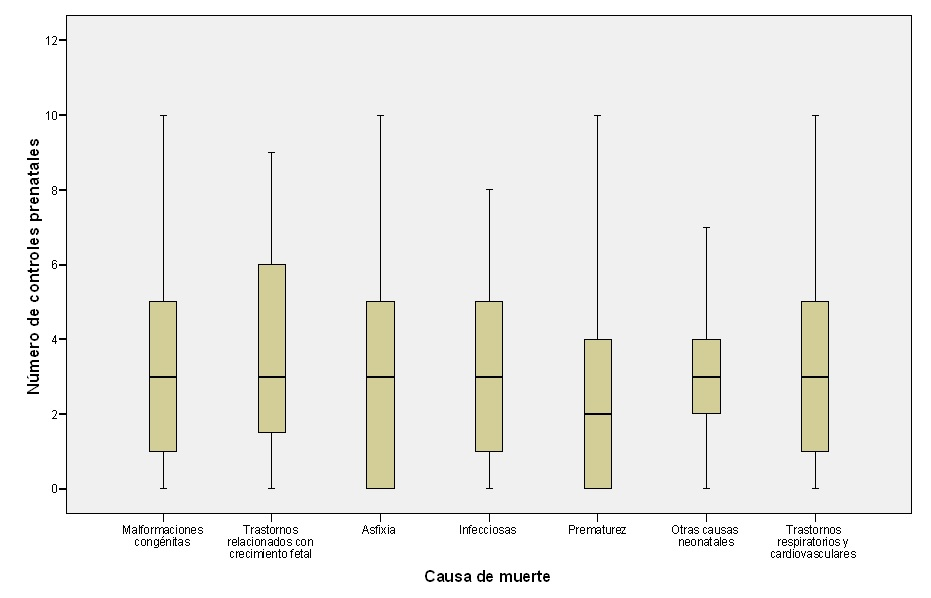 Número de controles prenatales
12
10
8
6
4
2
0
Malformaciones
congénitas
Trastornos
relacionados con
crecimiento fetal
Asfixia
Infecciosas
Prematurez
Otras causas
neonatales
Trastornos
respiratorios y
cardiovasculares
Causa de muerte